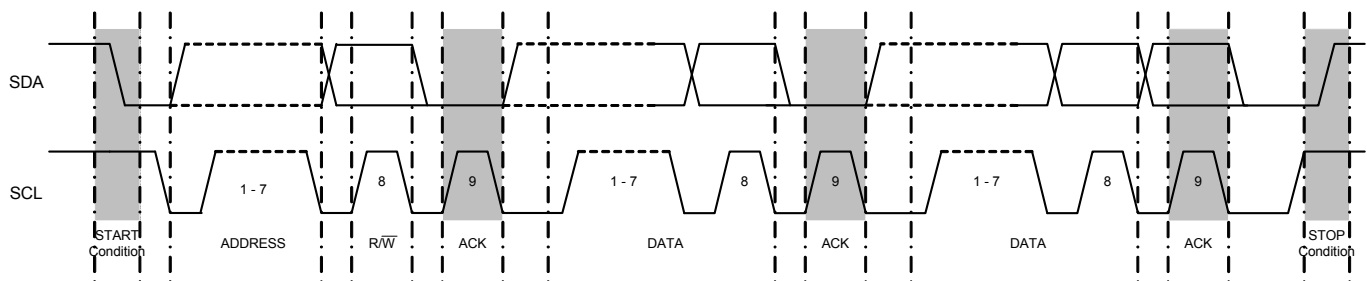 SDA
SCL
1 - 7
8
9
1 - 7
8
9
1 - 7
8
9
START
Condition
ADDRESS
R/W̅
ACK
DATA
ACK
DATA
ACK
STOP
Condition